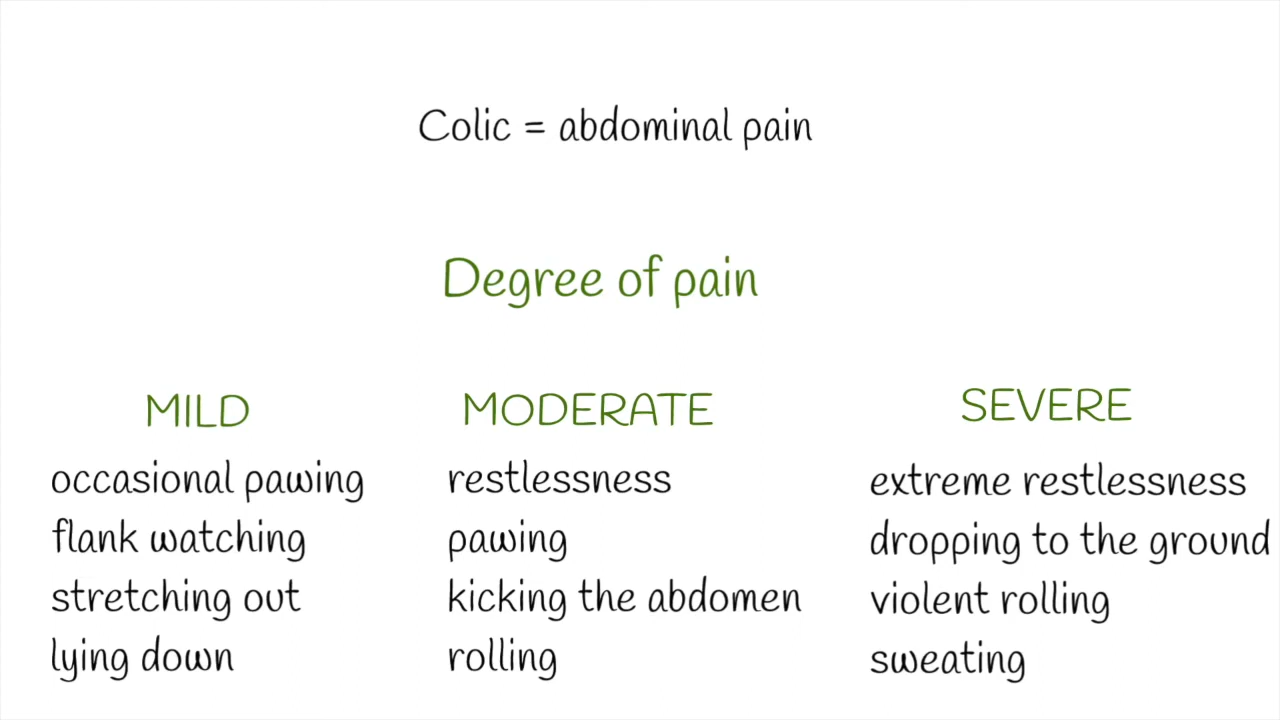 Colic = abdominal pain
Degree of pain
MILD
occasional pawing
flank watching
stretching out
lying down
MODERATE
restlessness
pawing
kicking the abdomen
rolling
SEVERE
extreme restlessness
dropping to the ground
violent rolling
sweating